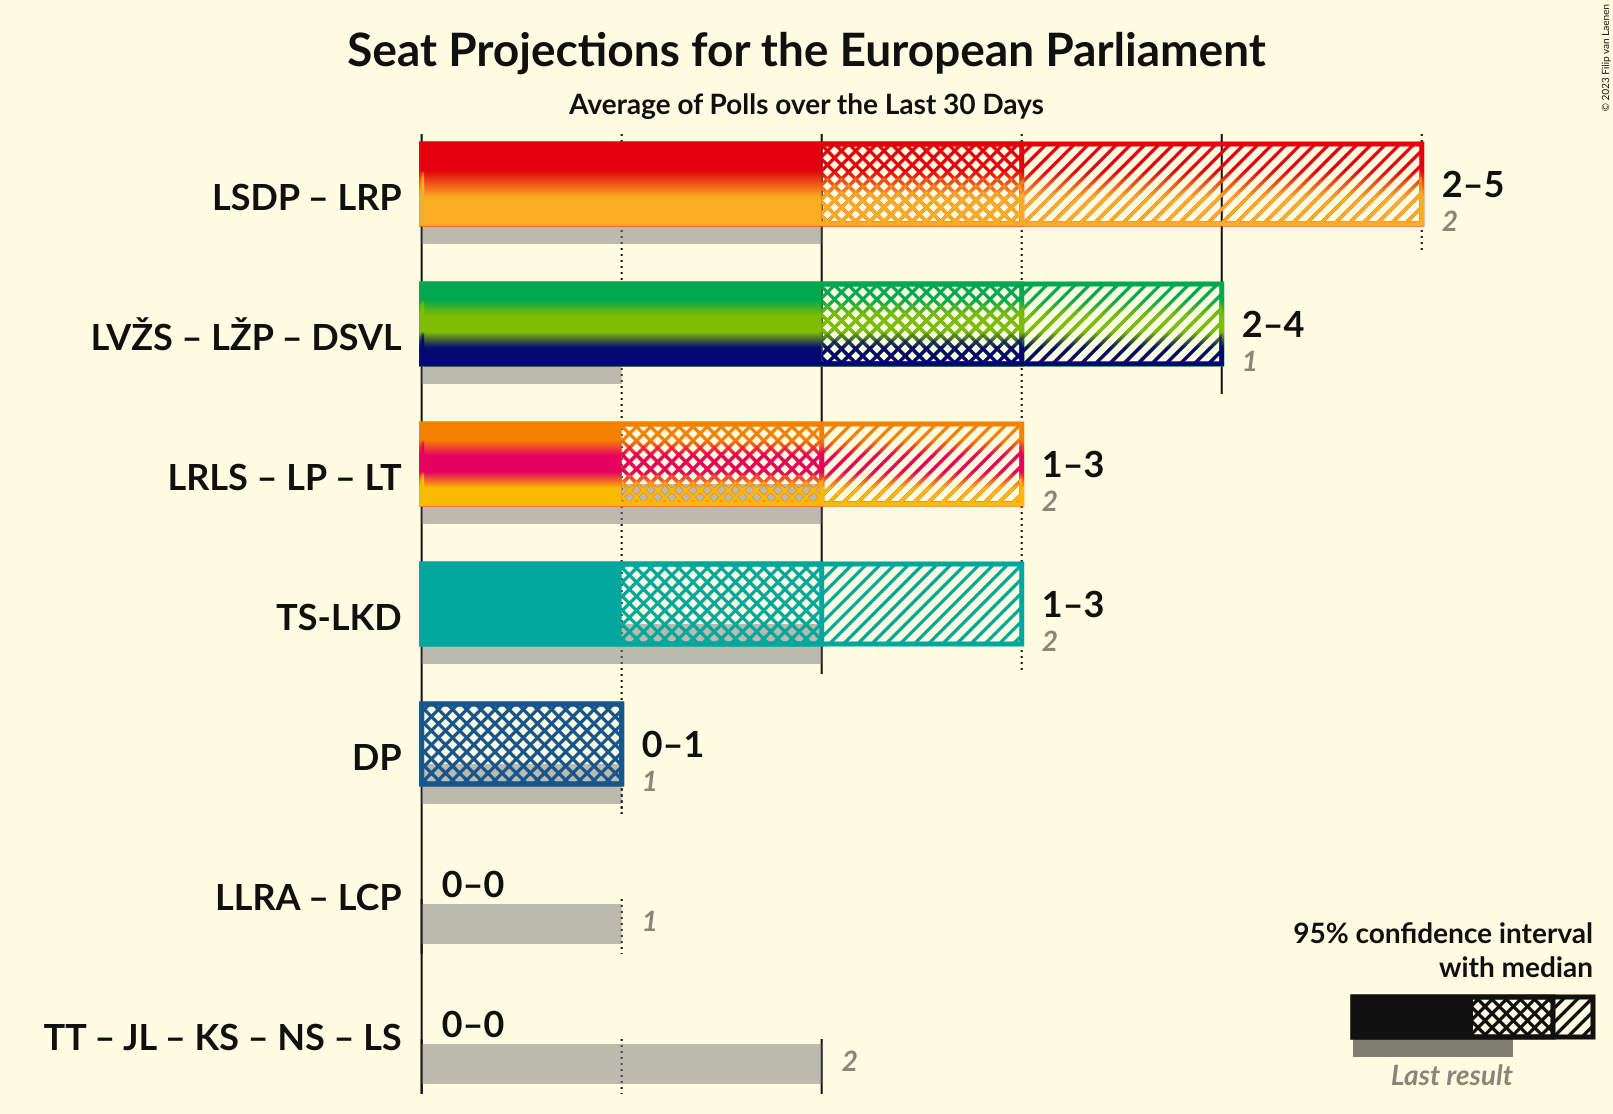 Seat Projections for the European Parliament
Average of Polls over the Last 30 Days
© 2023 Filip van Laenen
LSDP – LRP
2–5
2
LVŽS – LŽP – DSVL
2–4
1
LRLS – LP – LT
1–3
2
TS-LKD
1–3
2
DP
0–1
1
LLRA – LCP
0–0
1
TT – JL – KS – NS – LS
0–0
2
95% confidence interval
with median
Last result